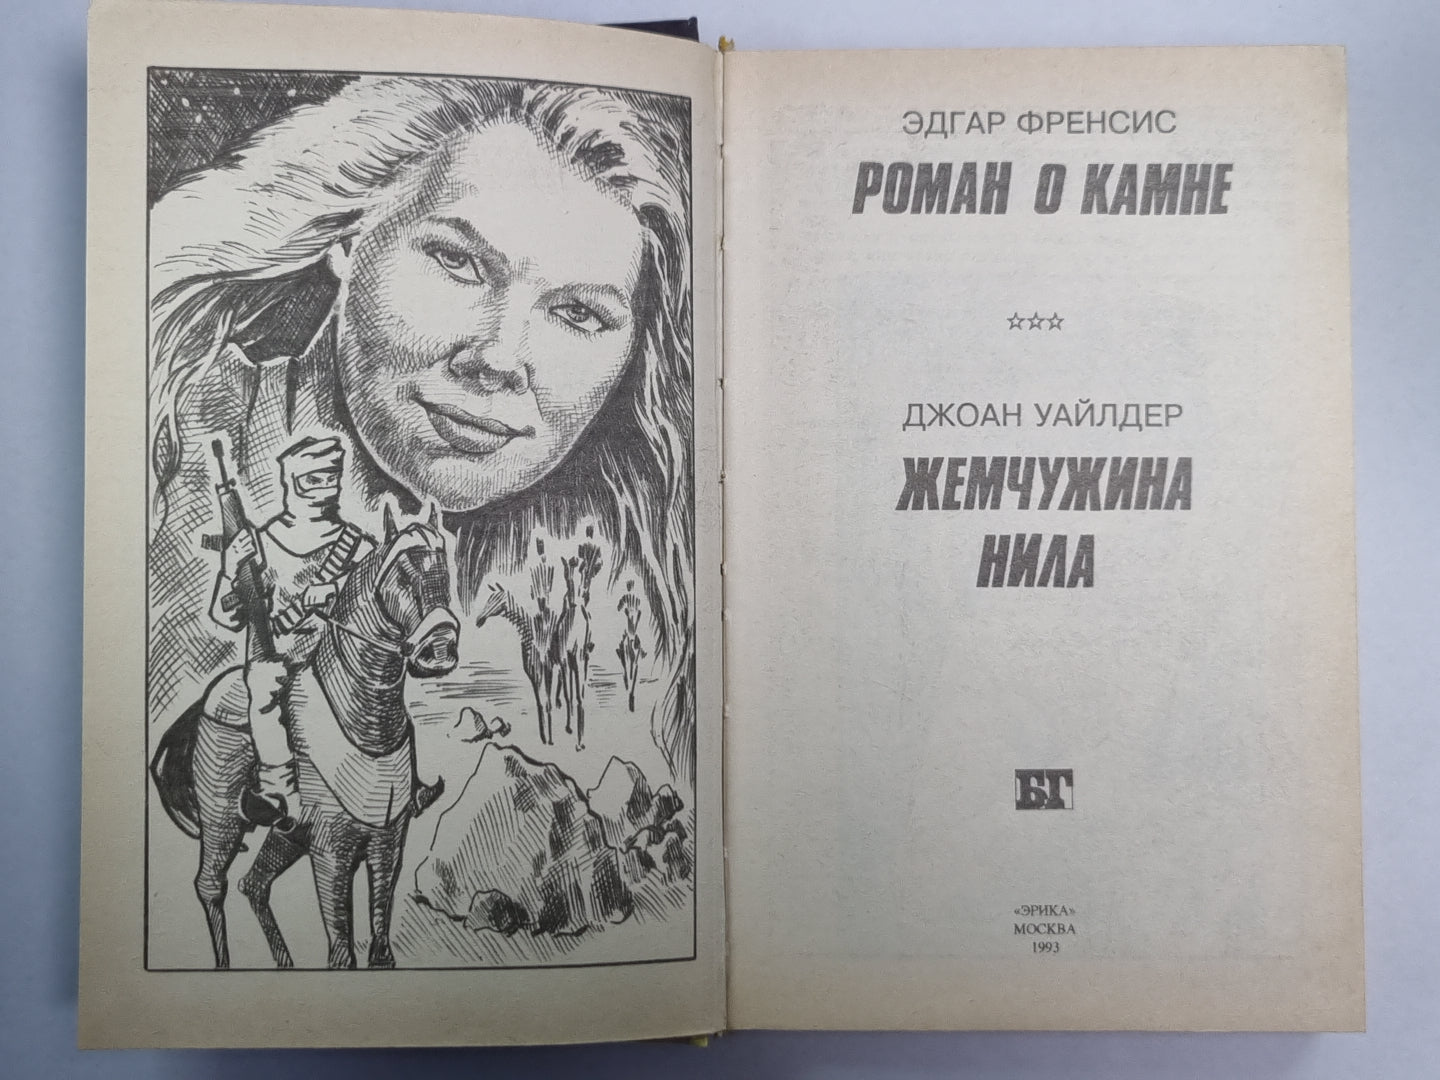 ЭДГАР ФРЕНСИС
РОМАН О КАМНЕ
☆☆☆
ДЖОАН УАЙЛДЕР
ЖЕМЧУЖИНА
НИЛА
БГ
«ЭРИКА»
МОСКВА
1993